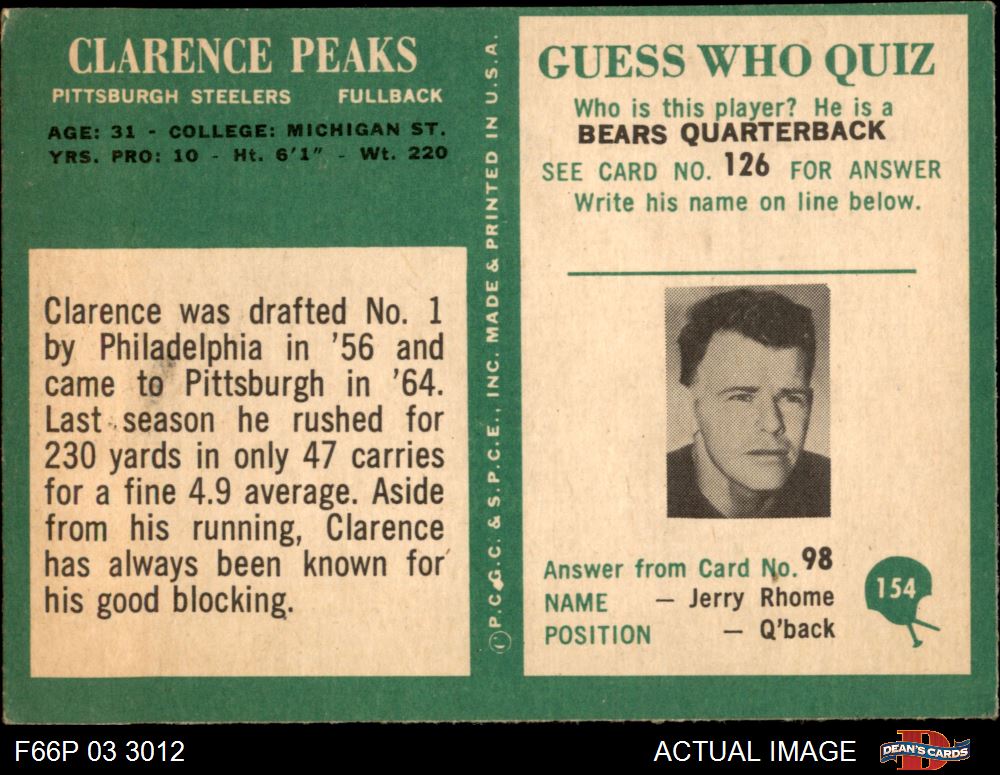 CLARENCE PEAKS
PITTSBURGH STEELERS FULLBACK
AGE: 31 - COLLEGE: MICHIGAN ST.
YRS. PRO: 10 - Ht. 6'1" - Wt. 220
Clarence was drafted No. 1
by Philadelphia in '56 and
came to Pittsburgh in '64.
Last season he rushed for
230 yards in only 47 carries
for a fine 4.9 average. Aside
from his running, Clarence
has always been known for
his good blocking.
© P.C.G.C. & S.P.C.E., INC. MADE & PRINTED IN U.S.A.
GUESS WHO QUIZ
Who is this player? He is a
BEARS QUARTERBACK
SEE CARD NO. 126 FOR ANSWER
Write his name on line below.
Answer from Card No. 98
NAME — Jerry Rhome
POSITION — Q'back
154
F66P 03 3012
ACTUAL IMAGE
DEAN'S CARDS